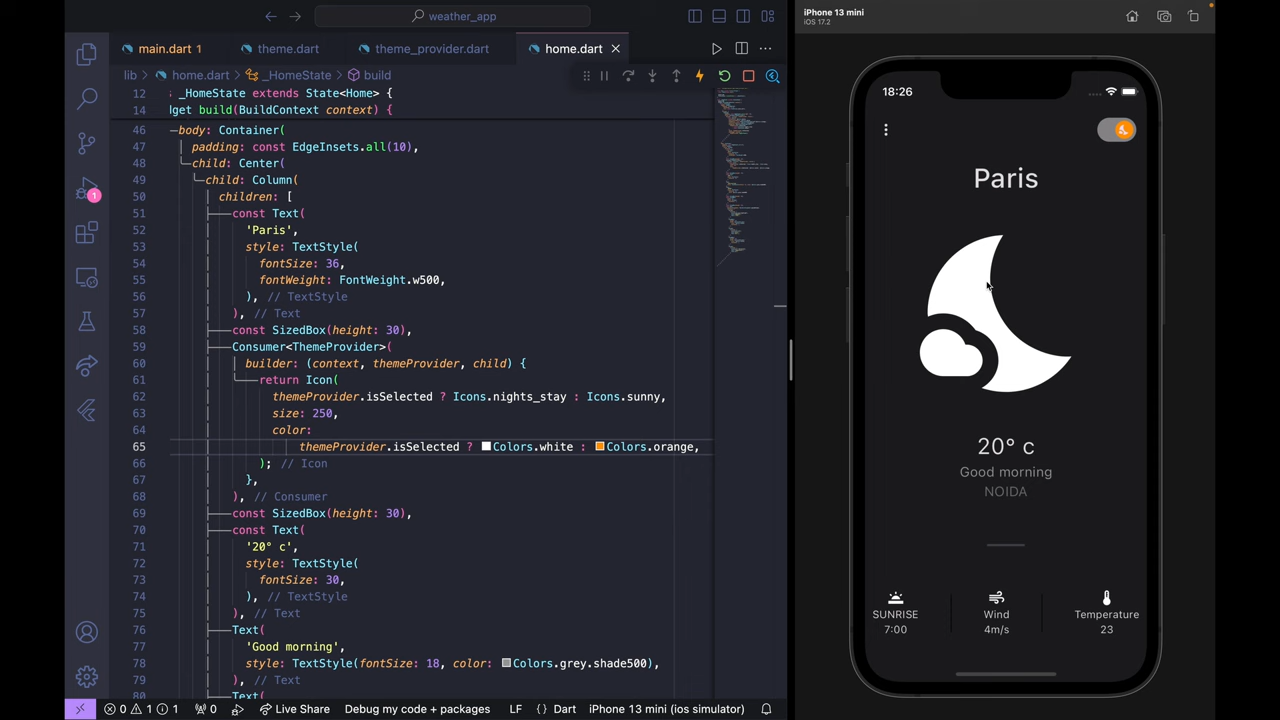 weather_app
main.dart 1
theme.dart
theme_provider.dart
home.dart
lib > home.dart > _HomeState > build
12 _HomeState extends State<Home> {
14 lget build(BuildContext context) {
46 body: Container(
47 padding: const EdgeInsets.all(10),
48 child: Center(
49 child: Column(
50 children: [
51 const Text(
52 'Paris',
53 style: TextStyle(
54 fontSize: 36,
55 fontWeight: FontWeight.w500,
56 ), // TextStyle
57 ), // Text
58 const SizedBox(height: 30),
59 Consumer<ThemeProvider>(
60 builder: (context, themeProvider, child) {
61 return Icon(
62 themeProvider.isSelected ? Icons.nights_stay : Icons.sunny,
63 size: 250,
64 color:
65 themeProvider.isSelected ? Colors.white : Colors.orange,
66 ); // Icon
67 },
68 ), // Consumer
69 const SizedBox(height: 30),
70 const Text(
71 '20° c',
72 style: TextStyle(
73 fontSize: 30,
74 ), // TextStyle
75 ), // Text
76 Text(
77 'Good morning',
78 style: TextStyle(fontSize: 18, color: Colors.grey.shade500),
79 ), // Text
80 Text(
1
0 1 1 0 Live Share Debug my code + packages LF {} Dart iPhone 13 mini (ios simulator)
iPhone 13 mini
iOS 17.2
18:26
Paris
20° c
Good morning
NOIDA
SUNRISE
7:00
Wind
4m/s
Temperature
23